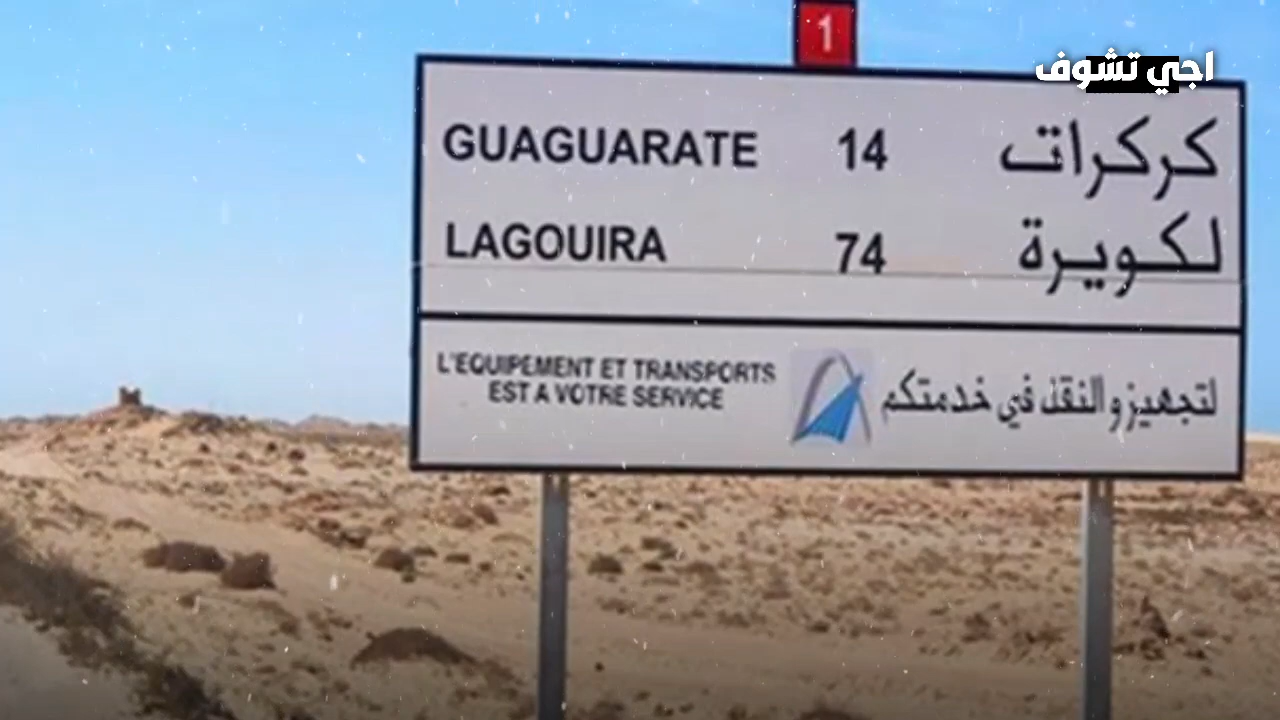 1
اجي تشوف
GUAGUARATE 14 كركرات
LAGOUIRA 74 لكويرة
L'EQUIPEMENT ET TRANSPORTS
EST A VOTRE SERVICE
لتجهيز والنقل في خدمتكم